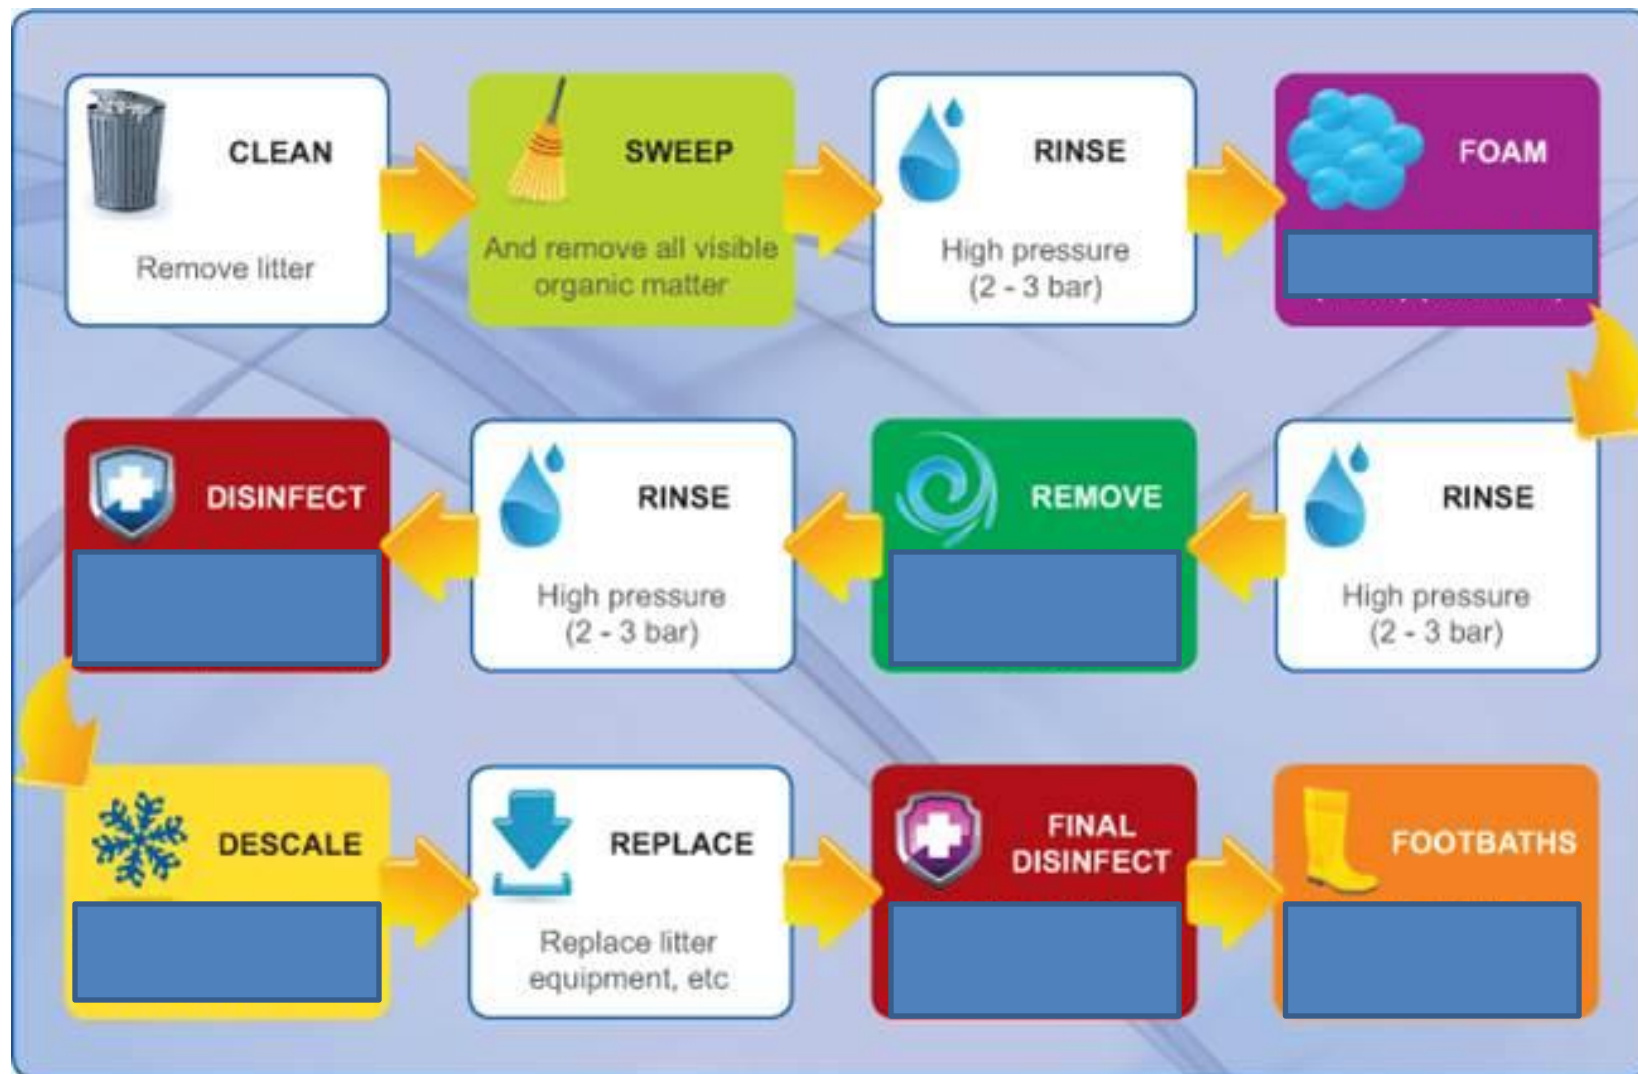 CLEAN
Remove litter
SWEEP
And remove all visible
organic matter
RINSE
High pressure
(2 - 3 bar)
FOAM
RINSE
High pressure
(2 - 3 bar)
REMOVE
RINSE
High pressure
(2 - 3 bar)
DISINFECT
DESCALE
REPLACE
Replace litter
equipment, etc
FINAL
DISINFECT
FOOTBATHS